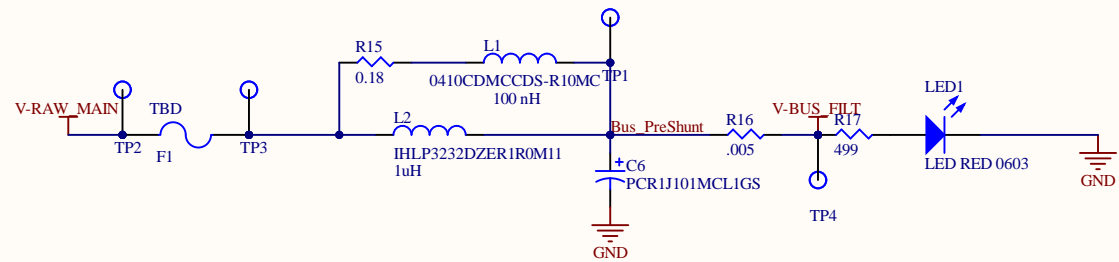 R15
0.18
L1
0410CDMCCDS-R10MC
100 nH
TP1
V-RAW_MAIN
TP2
TBD
F1
TP3
L2
IHLP3232DZER1R0M11
1uH
Bus_PreShunt
C6
+
PCR1J101MCL1GS
GND
R16
.005
V-BUS_FILT
TP4
R17
499
LED1
LED RED 0603
GND